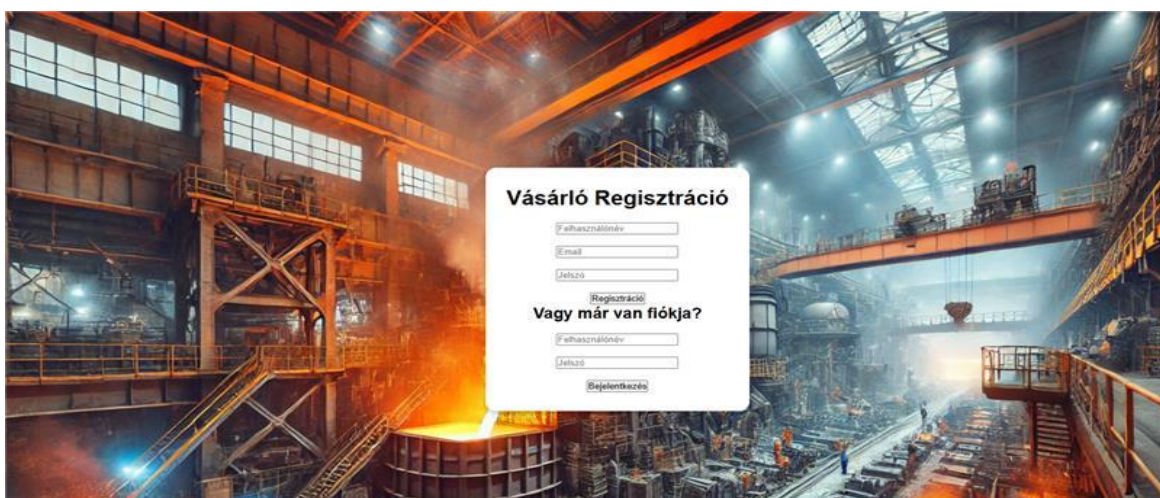 Vásárló Regisztráció
Felhasználónév
Email
Jelszó
Regisztráció
Vagy már van fiókja?
Felhasználónév
Jelszó
Bejelentkezés